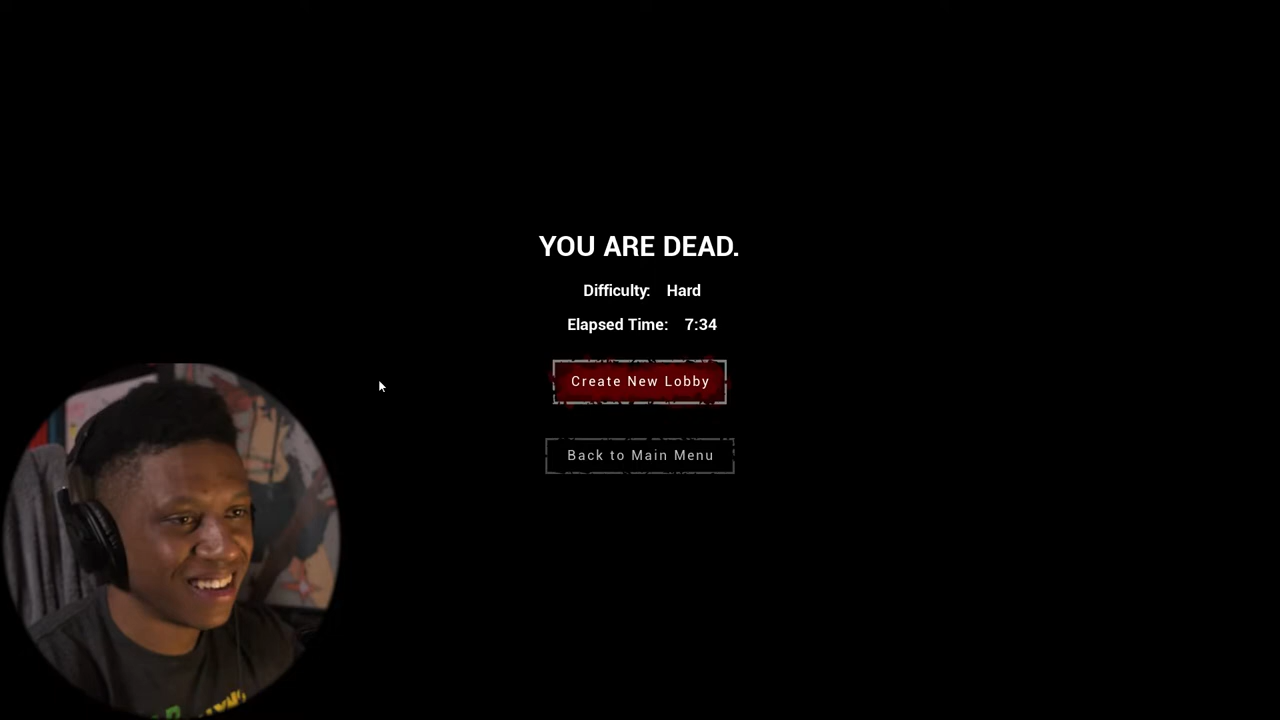 YOU ARE DEAD.
Difficulty: Hard
Elapsed Time: 7:34
Create New Lobby
Back to Main Menu